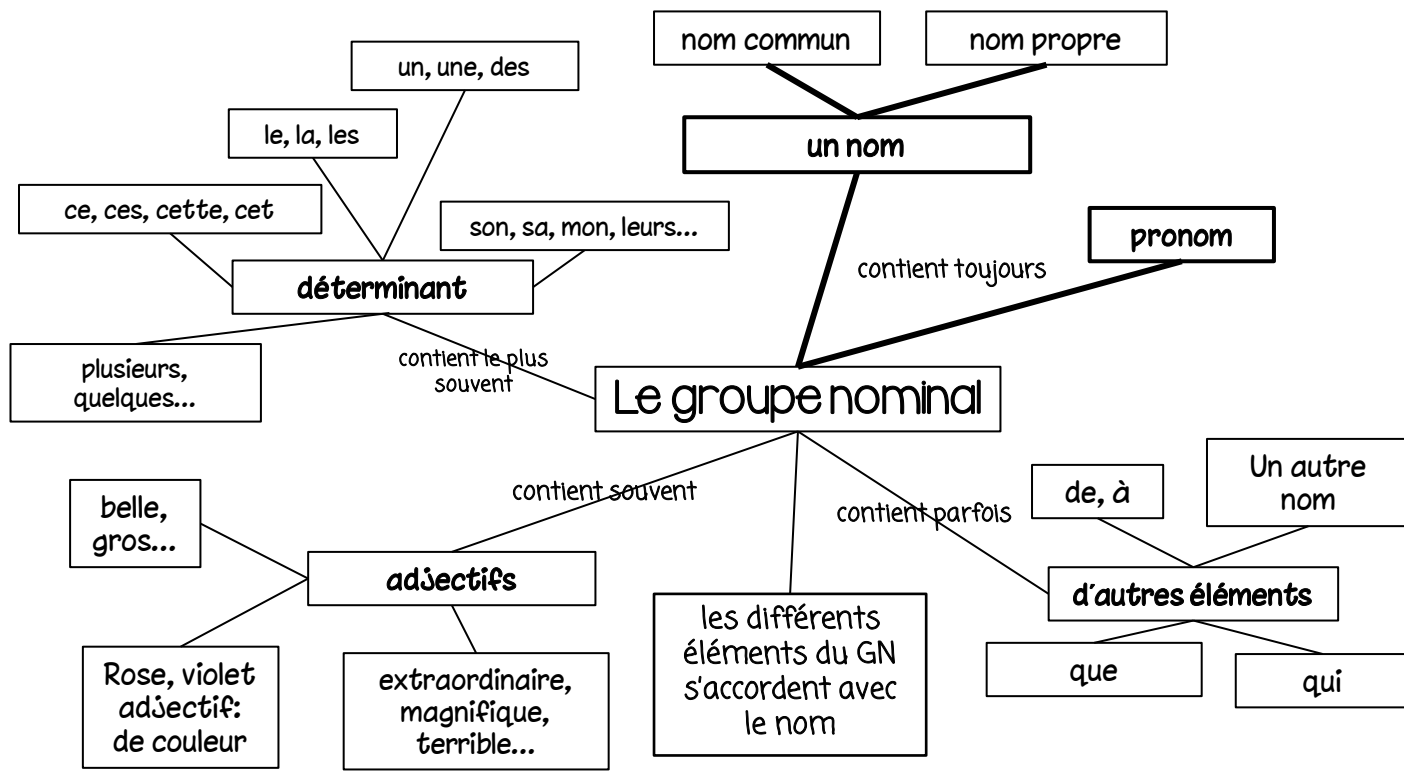 nom commun
nom propre
un, une, des
le, la, les
un nom
ce, ces, cette, cet
son, sa, mon, leurs...
pronom
contient toujours
déterminant
plusieurs,
quelques...
contient le plus
souvent
Le groupe nominal
contient souvent
contient parfois
belle,
gros...
de, à
Un autre
nom
adjectifs
d'autres éléments
les différents
éléments du GN
s'accordent avec
le nom
que
qui
Rose, violet
adjectif:
de couleur
extraordinaire,
magnifique,
terrible...